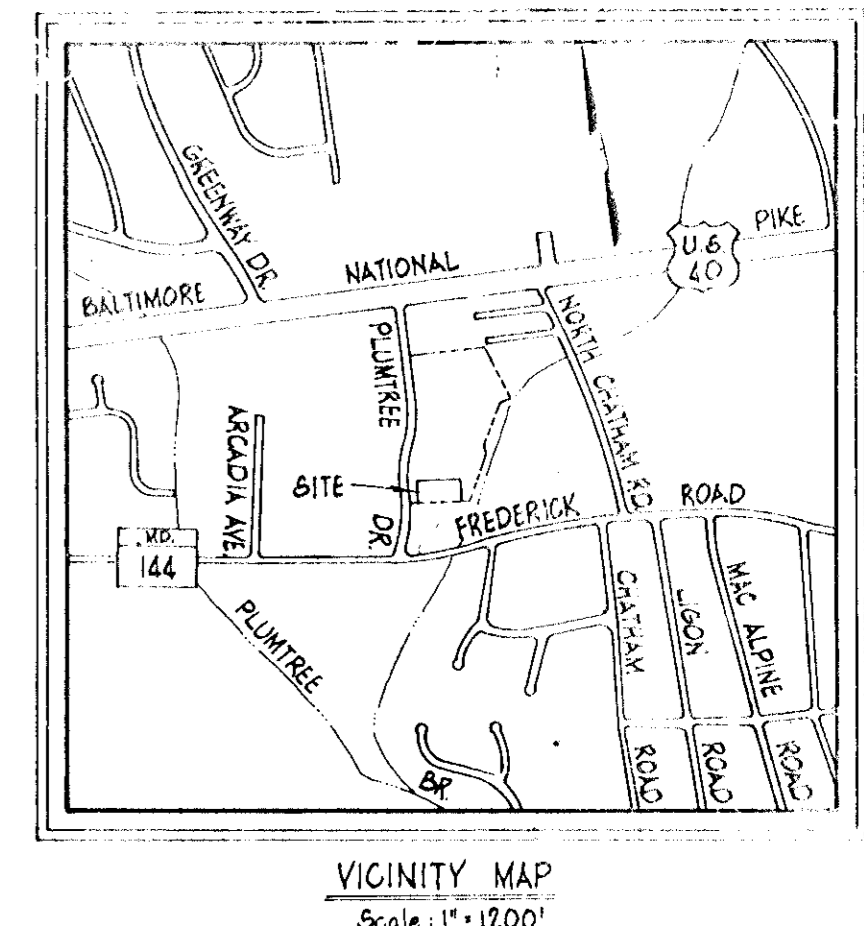 GREENWAY DR.
BALTIMORE NATIONAL PIKE
U.S.
40
PLUMTREE DR.
NORTH CHATHAM RD.
ARCADIA AVE.
SITE
FREDERICK ROAD
MD.
144
PLUMTREE BR.
CHATHAM ROAD
LIGON ROAD
MAC ALPINE ROAD
VICINITY MAP
Scale: 1" = 1200'